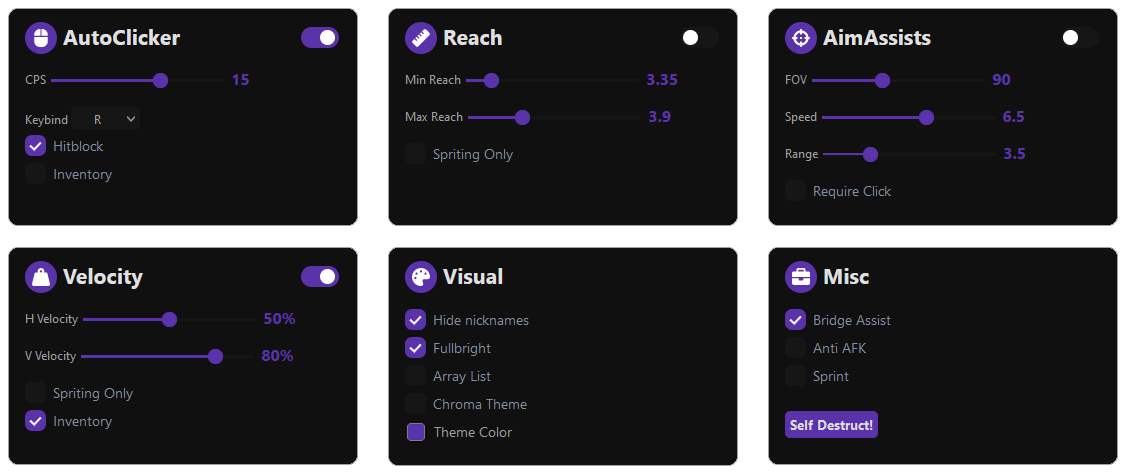 AutoClicker
CPS 15
Keybind R
Hitblock
Inventory
Reach
Min Reach 3.35
Max Reach 3.9
Spriting Only
AimAssists
FOV 90
Speed 6.5
Range 3.5
Require Click
Velocity
H Velocity 50%
V Velocity 80%
Spriting Only
Inventory
Visual
Hide nicknames
Fullbright
Array List
Chroma Theme
Theme Color
Misc
Bridge Assist
Anti AFK
Sprint
Self Destruct!